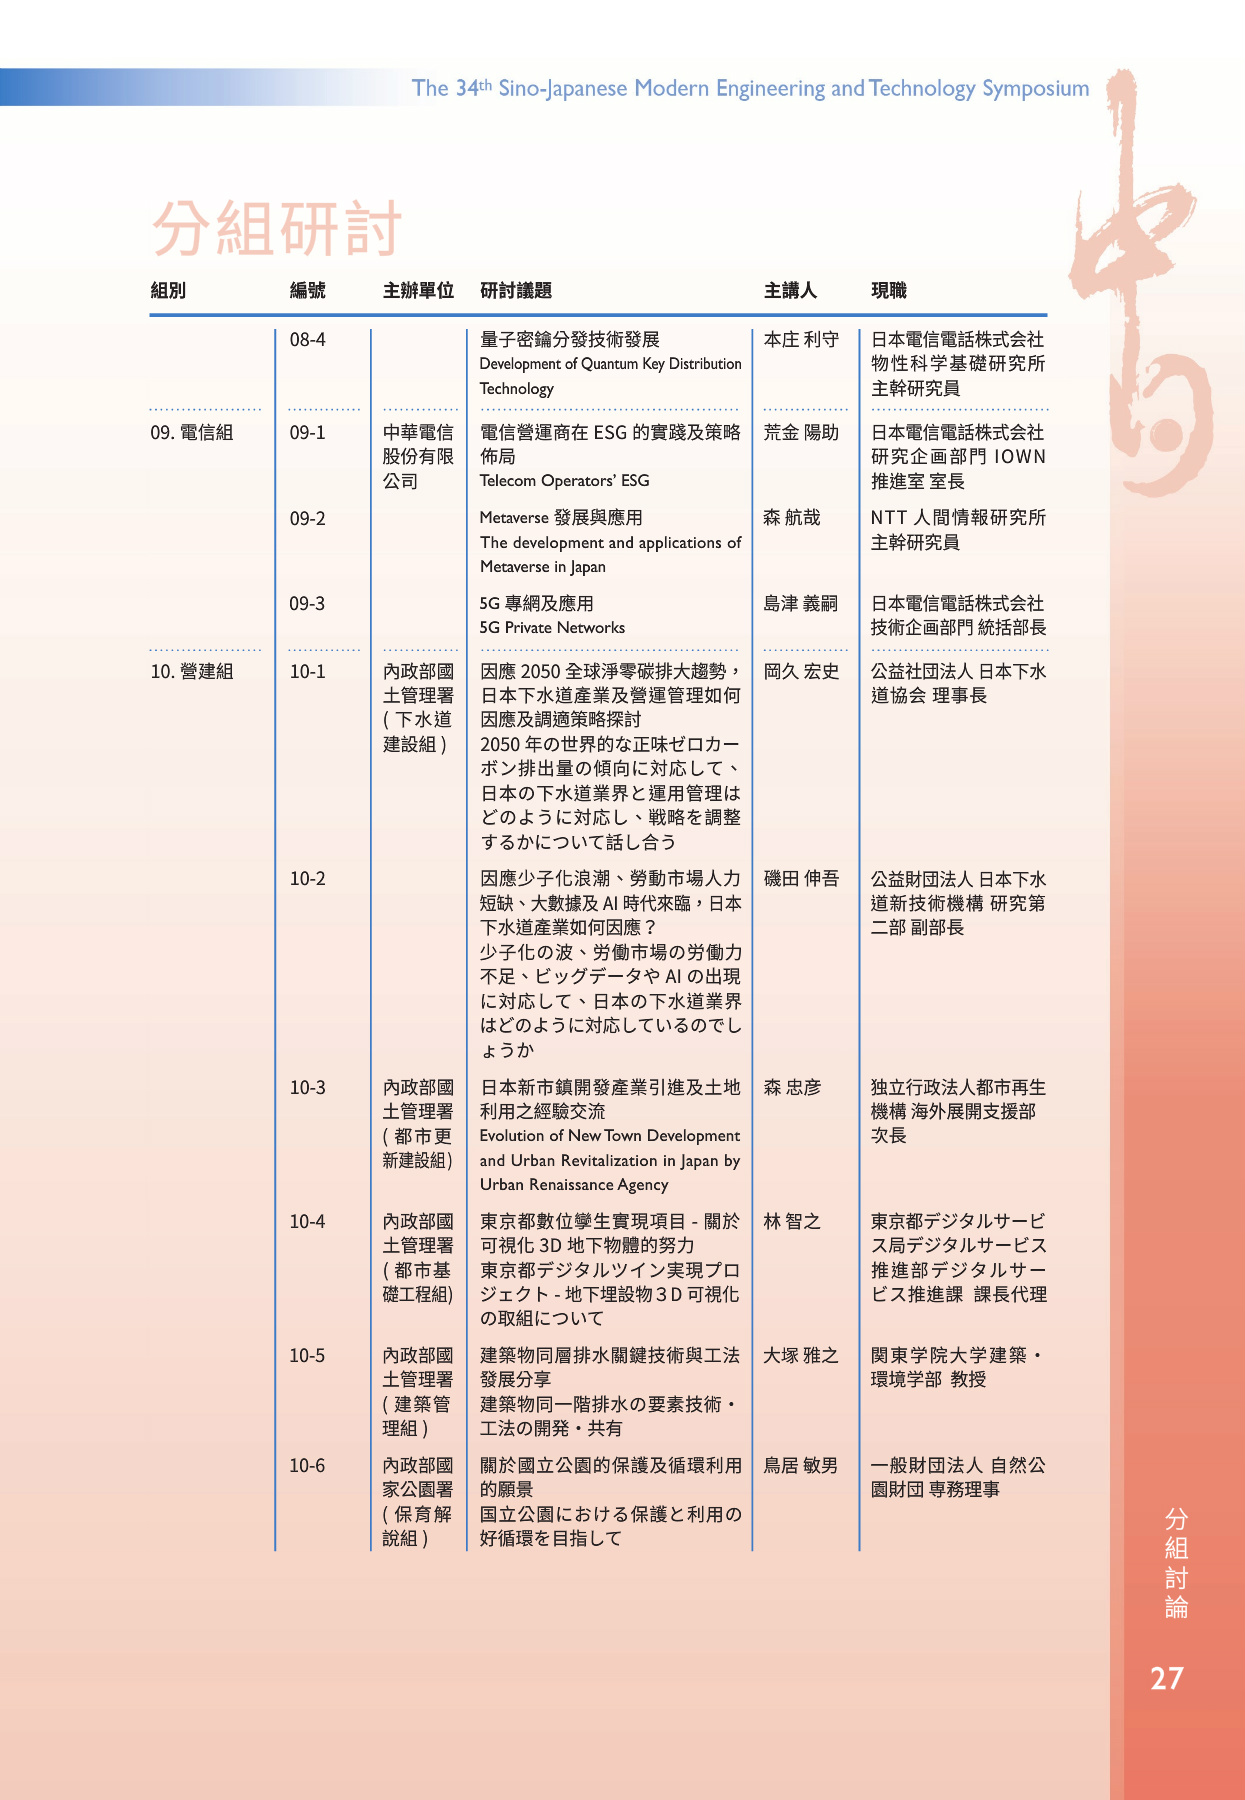 The 34th Sino-Japanese Modern Engineering and Technology Symposium
中日
分組研討
組別 編號 主辦單位 研討議題 主講人 現職
08-4
量子密鑰分發技術發展
Development of Quantum Key Distribution
Technology
本庄 利守
日本電信電話株式会社
物性科学基礎研究所
主幹研究員
09. 電信組
09-1
中華電信
股份有限
公司
電信營運商在 ESG 的實踐及策略
佈局
Telecom Operators' ESG
荒金 陽助
日本電信電話株式会社
研究企画部門 IOWN
推進室 室長
09-2
Metaverse 發展與應用
The development and applications of
Metaverse in Japan
森 航哉
NTT 人間情報研究所
主幹研究員
09-3
5G 專網及應用
5G Private Networks
島津 義嗣
日本電信電話株式会社
技術企画部門 統括部長
10. 營建組
10-1
內政部國
土管理署
( 下水道
建設組 )
因應 2050 全球淨零碳排大趨勢，
日本下水道產業及營運管理如何
因應及調適策略探討
2050 年の世界的な正味ゼロカー
ボン排出量の傾向に対応して、
日本の下水道業界と運用管理は
どのように対応し、戦略を調整
するかについて話し合う
岡久 宏史
公益社団法人 日本下水
道協会 理事長
10-2
因應少子化浪潮、勞動市場人力
短缺、大數據及 AI 時代來臨，日本
下水道產業如何因應？
少子化の波、労働市場の労働力
不足、ビッグデータや AI の出現
に対応して、日本の下水道業界
はどのように対応しているのでし
ょうか
磯田 伸吾
公益財団法人 日本下水
道新技術機構 研究第
二部 副部長
10-3
內政部國
土管理署
( 都市更
新建設組)
日本新市鎮開發產業引進及土地
利用之經驗交流
Evolution of New Town Development
and Urban Revitalization in Japan by
Urban Renaissance Agency
森 忠彦
独立行政法人都市再生
機構 海外展開支援部
次長
10-4
內政部國
土管理署
( 都市基
礎工程組)
東京都數位孿生實現項目 - 關於
可視化 3D 地下物體的努力
東京都デジタルツイン実現プロ
ジェクト - 地下埋設物３D 可視化
の取組について
林 智之
東京都デジタルサービ
ス局デジタルサービス
推進部デジタルサー
ビス推進課 課長代理
10-5
內政部國
土管理署
( 建築管
理組 )
建築物同層排水關鍵技術與工法
發展分享
建築物同一階排水の要素技術・
工法の開発・共有
大塚 雅之
関東学院大学建築・
環境学部 教授
10-6
內政部國
家公園署
( 保育解
說組 )
關於國立公園的保護及循環利用
的願景
国立公園における保護と利用の
好循環を目指して
鳥居 敏男
一般財団法人 自然公
園財団 専務理事
分組討論
27